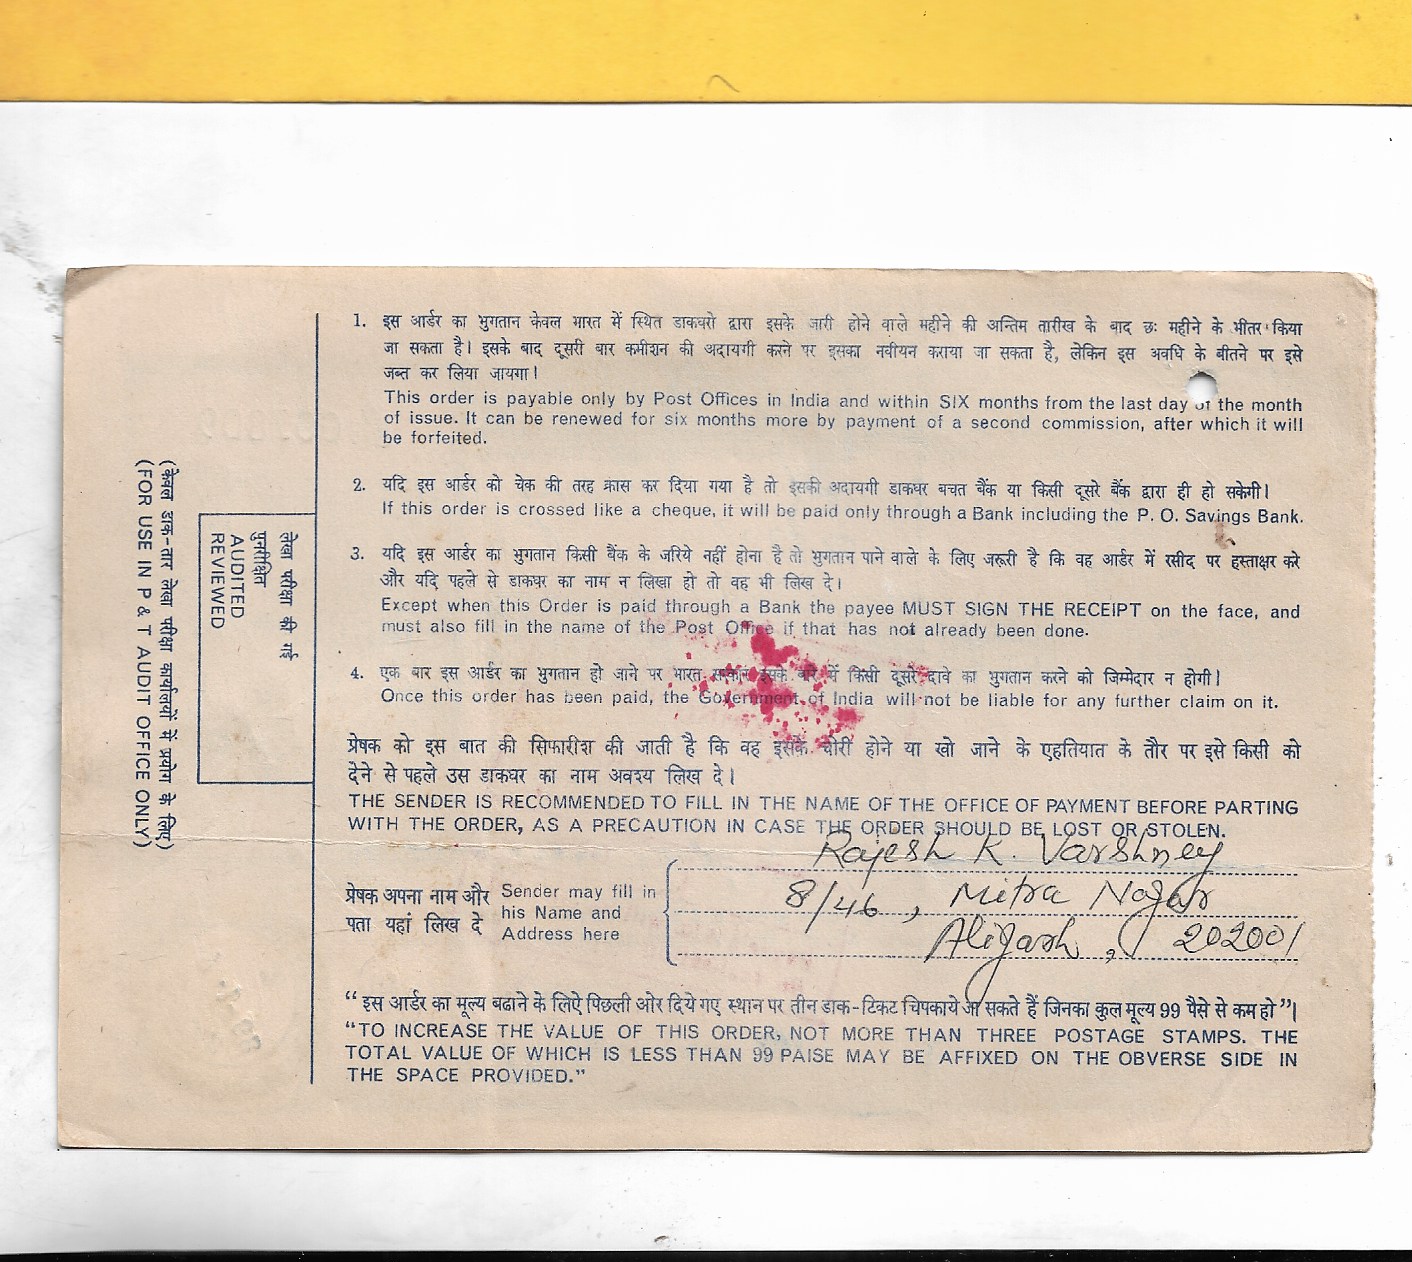 1. इस आर्डर का भुगतान केवल भारत में स्थित डाकघरो द्वारा इसके जारी होने वाले महीने की अन्तिम तारीख के बाद छः महीने के भीतर किया
जा सकता है। इसके बाद दूसरी बार कमीशन की अदायगी करने पर इसका नवीयन कराया जा सकता है, लेकिन इस अवधि के बीतने पर इसे
जब्त कर लिया जायगा।
This order is payable only by Post Offices in India and within SIX months from the last day of the month
of issue. It can be renewed for six months more by payment of a second commission, after which it will
be forfeited.
2. यदि इस आर्डर को चेक की तरह क्रास कर दिया गया है तो इसकी अदायगी डाकघर बचत बैंक या किसी दूसरे बैंक द्वारा ही हो सकेगी।
If this order is crossed like a cheque, it will be paid only through a Bank including the P. O. Savings Bank.
3. यदि इस आर्डर का भुगतान किसी बैंक के जरिये नहीं होना है तो भुगतान पाने वाले के लिए जरूरी है कि वह आर्डर में रसीद पर हस्ताक्षर करे
और यदि पहले से डाकघर का नाम न लिखा हो तो वह भी लिख दे।
Except when this Order is paid through a Bank the payee MUST SIGN THE RECEIPT on the face, and
must also fill in the name of the Post Office if that has not already been done.
4. एक बार इस आर्डर का भुगतान हो जाने पर भारत सरकार इसके बारे में किसी दूसरे दावे का भुगतान करने को जिम्मेदार न होगी।
Once this order has been paid, the Government of India will not be liable for any further claim on it.
प्रेषक को इस बात की सिफारीश की जाती है कि वह इसके चोरी होने या खो जाने के एहतियात के तौर पर इसे किसी को
देने से पहले उस डाकघर का नाम अवश्य लिख दे।
THE SENDER IS RECOMMENDED TO FILL IN THE NAME OF THE OFFICE OF PAYMENT BEFORE PARTING
WITH THE ORDER, AS A PRECAUTION IN CASE THE ORDER SHOULD BE LOST OR STOLEN.
प्रेषक अपना नाम और
पता यहां लिख दे
Sender may fill in
his Name and
Address here
Rajesh K. Varshney
8/46, Mitra Nagar
Aligarh, 202001
“इस आर्डर का मूल्य बढाने के लिऐ पिछली ओर दिये गए स्थान पर तीन डाक-टिकट चिपकाये जा सकते हैं जिनका कुल मूल्य 99 पैसे से कम हो”।
“TO INCREASE THE VALUE OF THIS ORDER, NOT MORE THAN THREE POSTAGE STAMPS. THE
TOTAL VALUE OF WHICH IS LESS THAN 99 PAISE MAY BE AFFIXED ON THE OBVERSE SIDE IN
THE SPACE PROVIDED.”
लेखा परीक्षा की गई
पुनरीक्षित
AUDITED
REVIEWED
(केवल डाक-तार लेखा परीक्षा कार्यालयों में प्रयोग के लिए)
(FOR USE IN P & T AUDIT OFFICE ONLY)